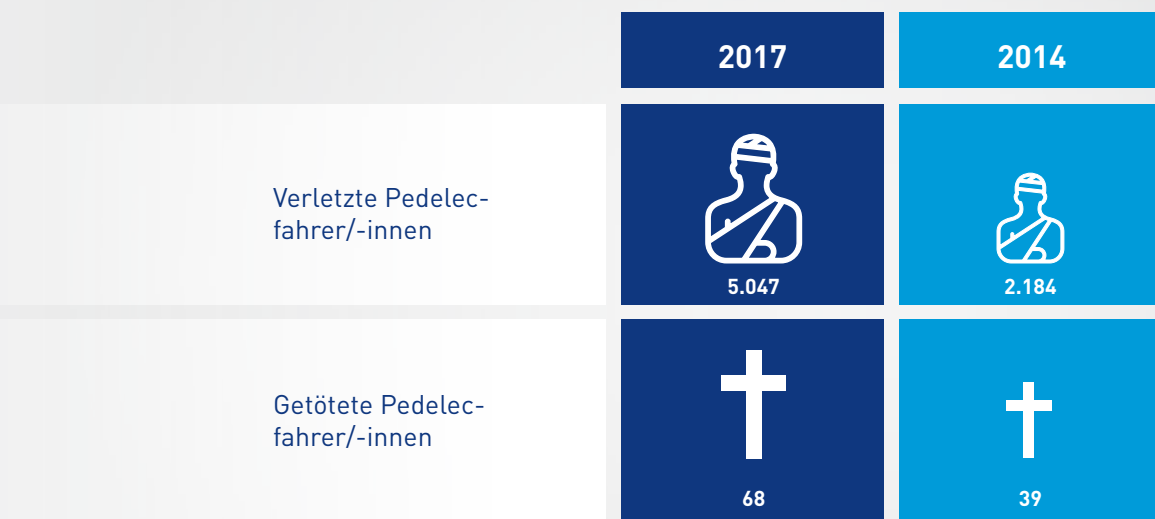 2017
2014
Verletzte Pedelec-
fahrer/-innen
5.047
2.184
Getötete Pedelec-
fahrer/-innen
68
39